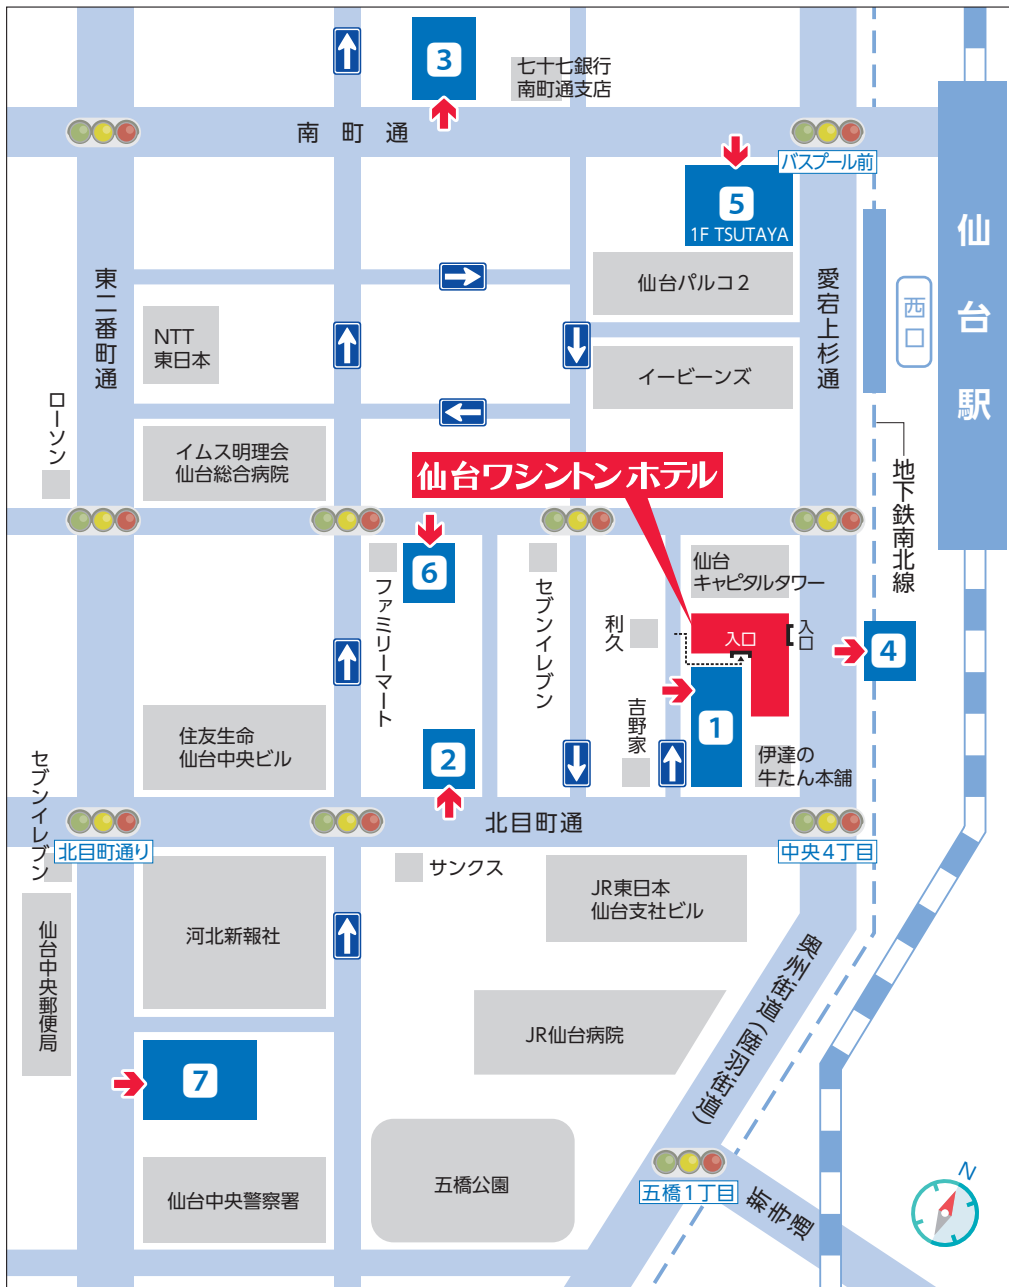 3
七十七銀行
南町通支店
南町通
バスプール前
5
1F TSUTAYA
仙台駅
西口
東二番町通
仙台パルコ2
愛宕上杉通
NTT
東日本
イービーンズ
ローソン
イムス明理会
仙台総合病院
仙台ワシントンホテル
地下鉄南北線
6
ファミリーマート
セブンイレブン
仙台
キャピタルタワー
利久
入口
入口
4
1
吉野家
伊達の
牛たん本舗
住友生命
仙台中央ビル
2
セブンイレブン
北目町通り
北目町通
中央4丁目
サンクス
JR東日本
仙台支社ビル
河北新報社
仙台中央郵便局
奥州街道(陸羽街道)
JR仙台病院
7
五橋公園
仙台中央警察署
五橋1丁目
新寺通
N